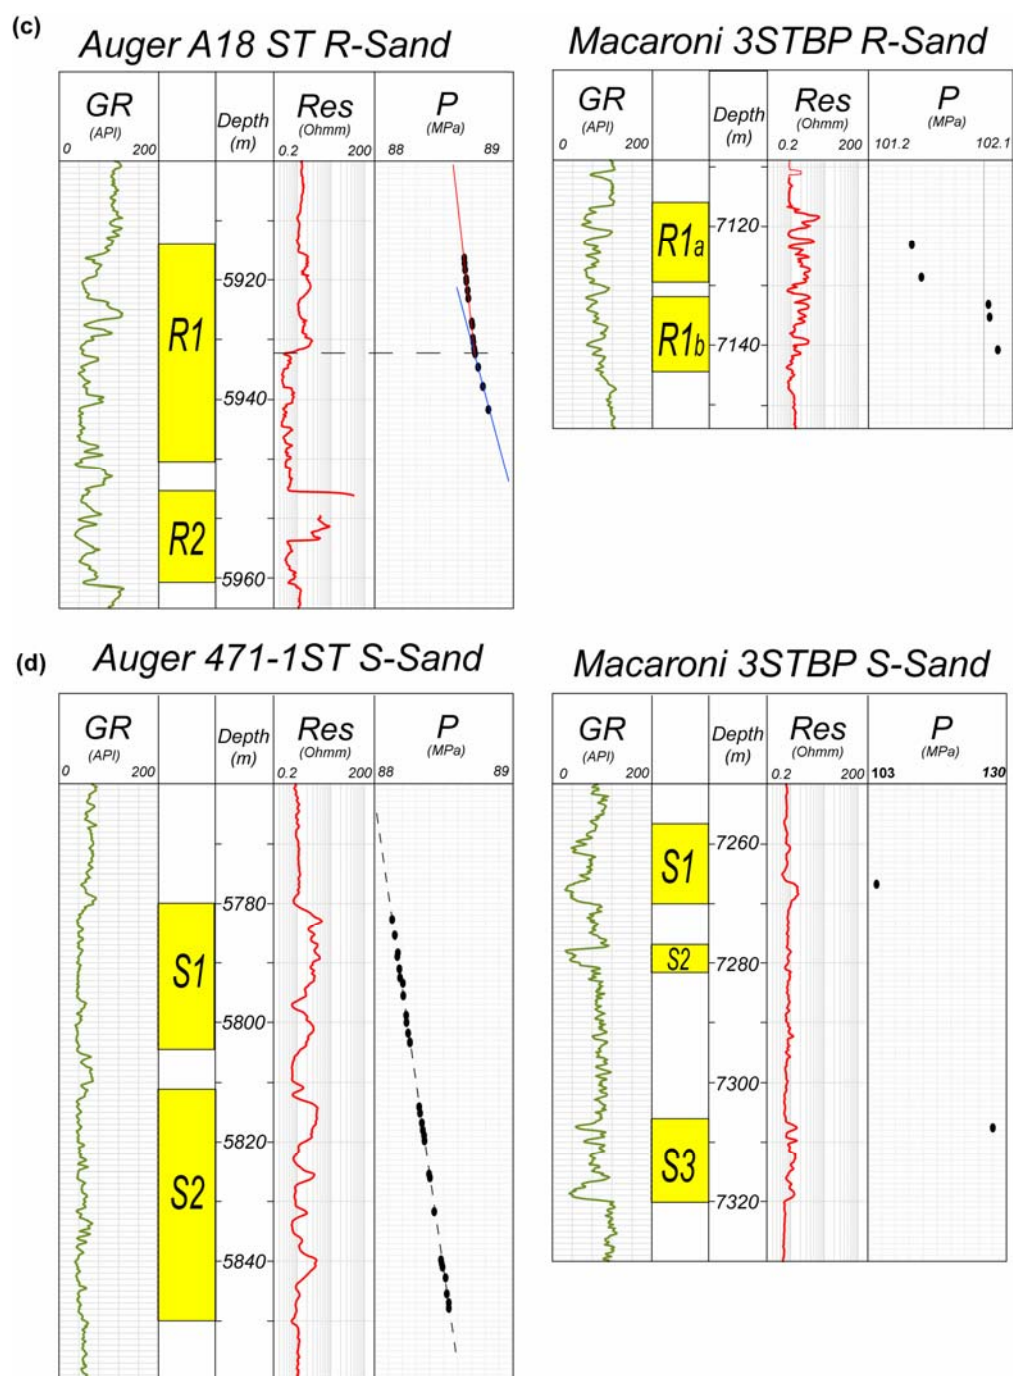 (c)
Auger A18 ST R-Sand
GR
(API)
0 200
Depth
(m)
Res
(Ohmm)
0.2 200
P
(MPa)
88 89
R1
R2
5920
5940
5960
Macaroni 3STBP R-Sand
GR
(API)
0 200
Depth
(m)
Res
(Ohmm)
0.2 200
P
(MPa)
101.2 102.1
R1a
R1b
7120
7140
(d)
Auger 471-1ST S-Sand
GR
(API)
0 200
Depth
(m)
Res
(Ohmm)
0.2 200
P
(MPa)
88 89
S1
S2
5780
5800
5820
5840
Macaroni 3STBP S-Sand
GR
(API)
0 200
Depth
(m)
Res
(Ohmm)
0.2 200
P
(MPa)
103 130
S1
S2
S3
7260
7280
7300
7320